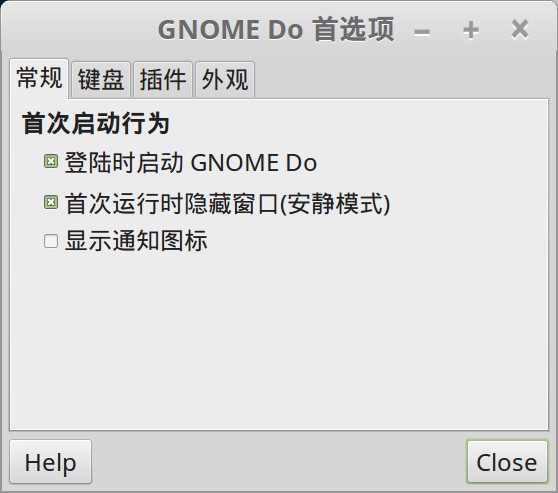 GNOME Do 首选项
常规 键盘 插件 外观
首次启动行为
登陆时启动 GNOME Do
首次运行时隐藏窗口(安静模式)
显示通知图标
Help Close